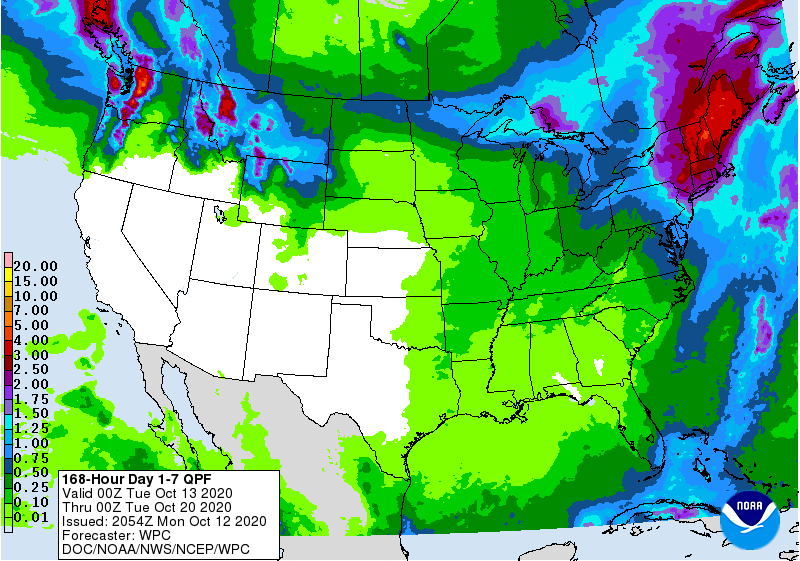 20.00
15.00
10.00
7.00
5.00
4.00
3.00
2.50
2.00
1.75
1.50
1.25
1.00
0.75
0.50
0.25
0.10
0.01
168-Hour Day 1-7 QPF
Valid 00Z Tue Oct 13 2020
Thru 00Z Tue Oct 20 2020
Issued: 2054Z Mon Oct 12 2020
Forecaster: WPC
DOC/NOAA/NWS/NCEP/WPC
NOAA